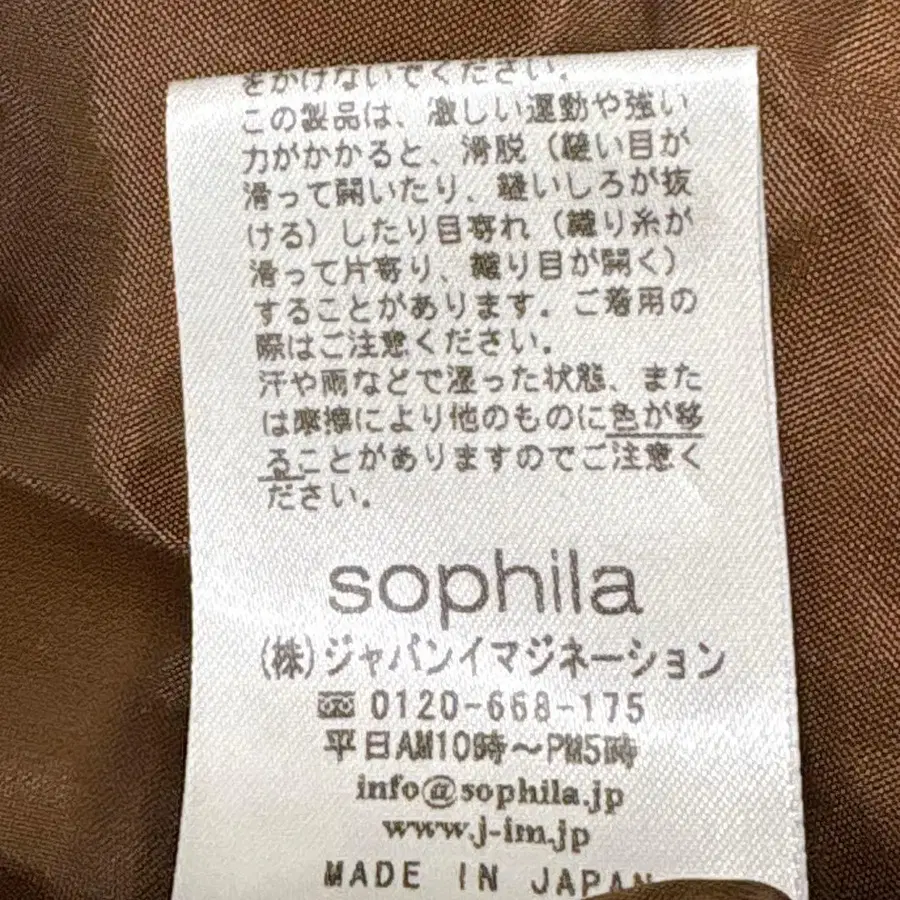 をかけないでください。
この製品は、激しい運動や強い
力がかかると、滑脱（縫い目が
滑って開いたり、縫いしろが抜
ける）したり目寄れ（織り糸が
滑って片寄り、織り目が開く）
することがあります。ご着用の
際はご注意ください。
汗や雨などで湿った状態、また
は摩擦により他のものに色が移
ることがありますのでご注意く
ださい。
sophila
(株)ジャパンイマジネーション
0120-668-175
平日AM10時〜PM5時
info@sophila.jp
www.j-im.jp
MADE IN JAPAN